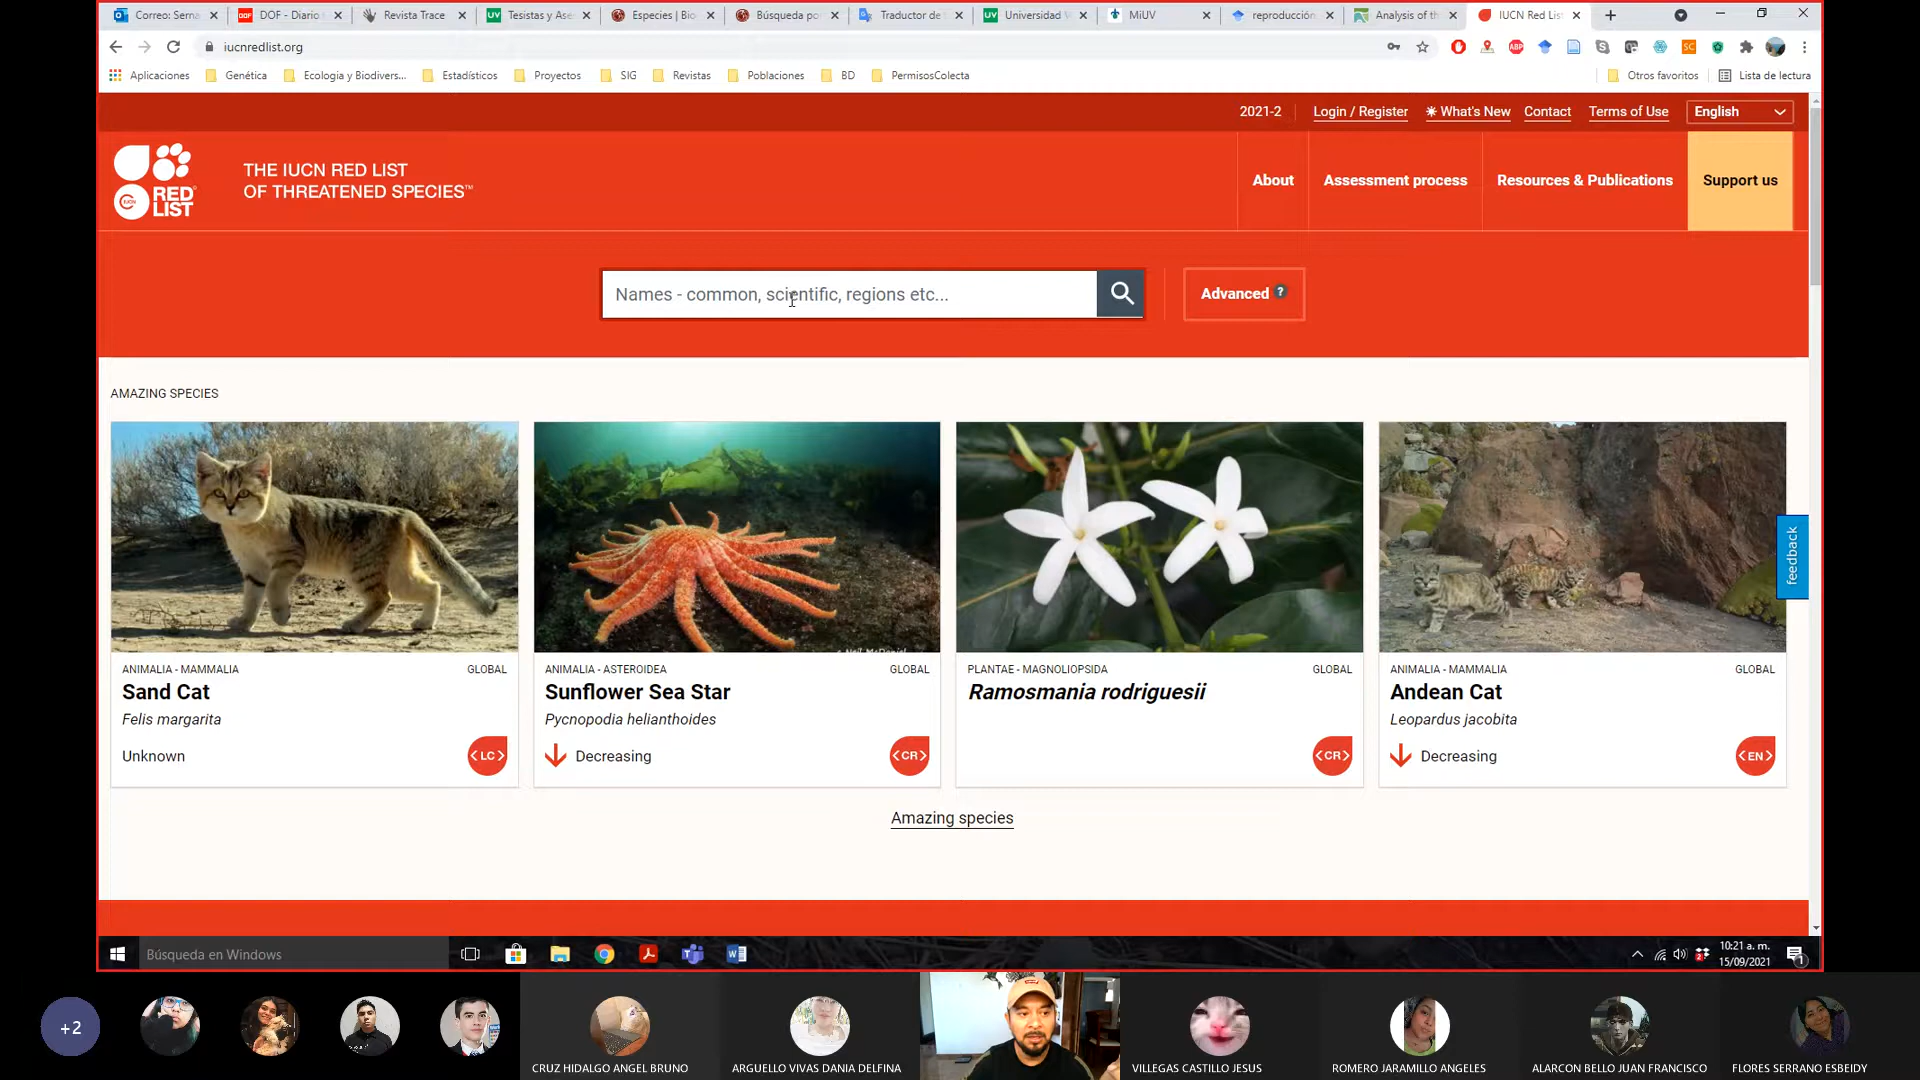 Correo: Sema
DOF - Diario
Revista Trace
Tesistas y Ase
Especies | Bio
Búsqueda po
Traductor de
Universidad V
MiUV
reproducción
Analysis of th
IUCN Red Lis
iucnredlist.org
Aplicaciones
Genética
Ecologia y Biodivers...
Estadísticos
Proyectos
SIG
Revistas
Poblaciones
BD
PermisosColecta
Otros favoritos
Lista de lectura
2021-2
Login / Register
What's New
Contact
Terms of Use
English
RED LIST
THE IUCN RED LIST
OF THREATENED SPECIES™
About
Assessment process
Resources & Publications
Support us
Names - common, scientific, regions etc...
Advanced ?
AMAZING SPECIES
ANIMALIA - MAMMALIA GLOBAL
Sand Cat
Felis margarita
Unknown
<LC>
ANIMALIA - ASTEROIDEA GLOBAL
Sunflower Sea Star
Pycnopodia helianthoides
Decreasing
<CR>
PLANTAE - MAGNOLIOPSIDA GLOBAL
Ramosmania rodriguesii
<CR>
ANIMALIA - MAMMALIA GLOBAL
Andean Cat
Leopardus jacobita
Decreasing
<EN>
feedback
Amazing species
Búsqueda en Windows
10:21 a. m.
15/09/2021
+2
CRUZ HIDALGO ANGEL BRUNO
ARGUELLO VIVAS DANIA DELFINA
VILLEGAS CASTILLO JESUS
ROMERO JARAMILLO ANGELES
ALARCON BELLO JUAN FRANCISCO
FLORES SERRANO ESBEIDY